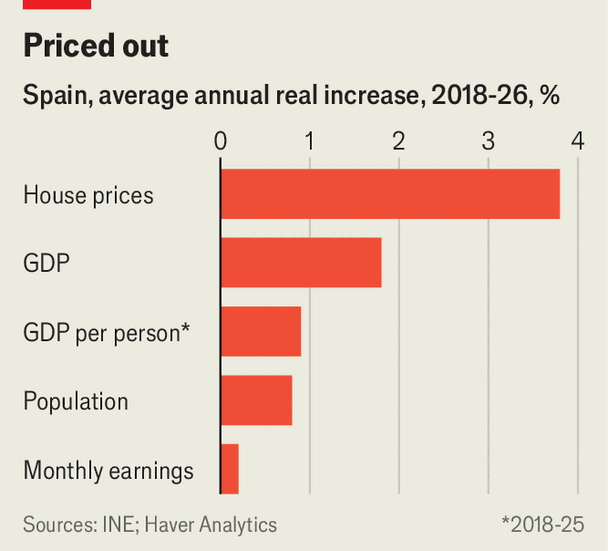 Priced out
Spain, average annual real increase, 2018-26, %
0 1 2 3 4
House prices
GDP
GDP per person*
Population
Monthly earnings
Sources: INE; Haver Analytics
*2018-25